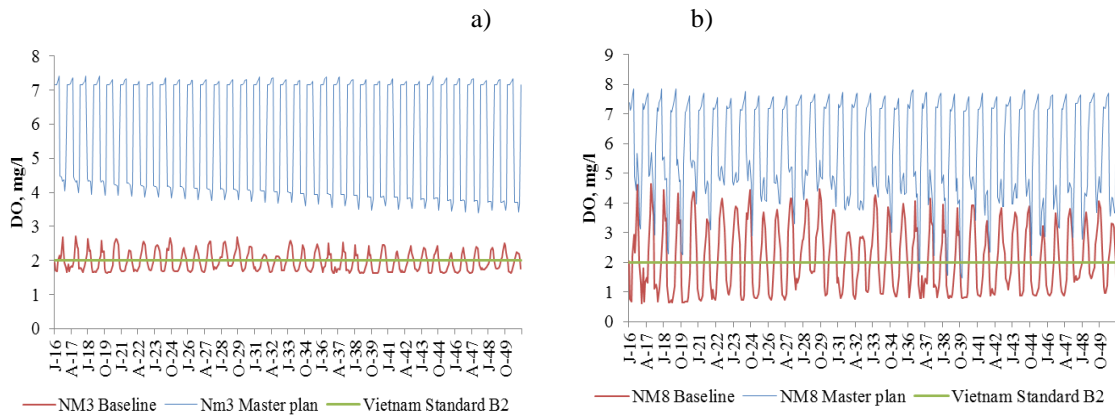 a)
8
7
6
5
4
3
2
1
0
DO, mg/l
J-16
A-17
J-18
O-19
J-21
A-22
J-23
O-24
J-26
A-27
J-28
O-29
J-31
A-32
J-33
O-34
J-36
A-37
J-38
O-39
J-41
A-42
J-43
O-44
J-46
A-47
J-48
O-49
NM3 Baseline Nm3 Master plan Vietnam Standard B2
b)
9
8
7
6
5
4
3
2
1
0
DO, mg/l
J-16
A-17
J-18
O-19
J-21
A-22
J-23
O-24
J-26
A-27
J-28
O-29
J-31
A-32
J-33
O-34
J-36
A-37
J-38
O-39
J-41
A-42
J-43
O-44
J-46
A-47
J-48
O-49
NM8 Baseline NM8 Master plan Vietnam Standard B2